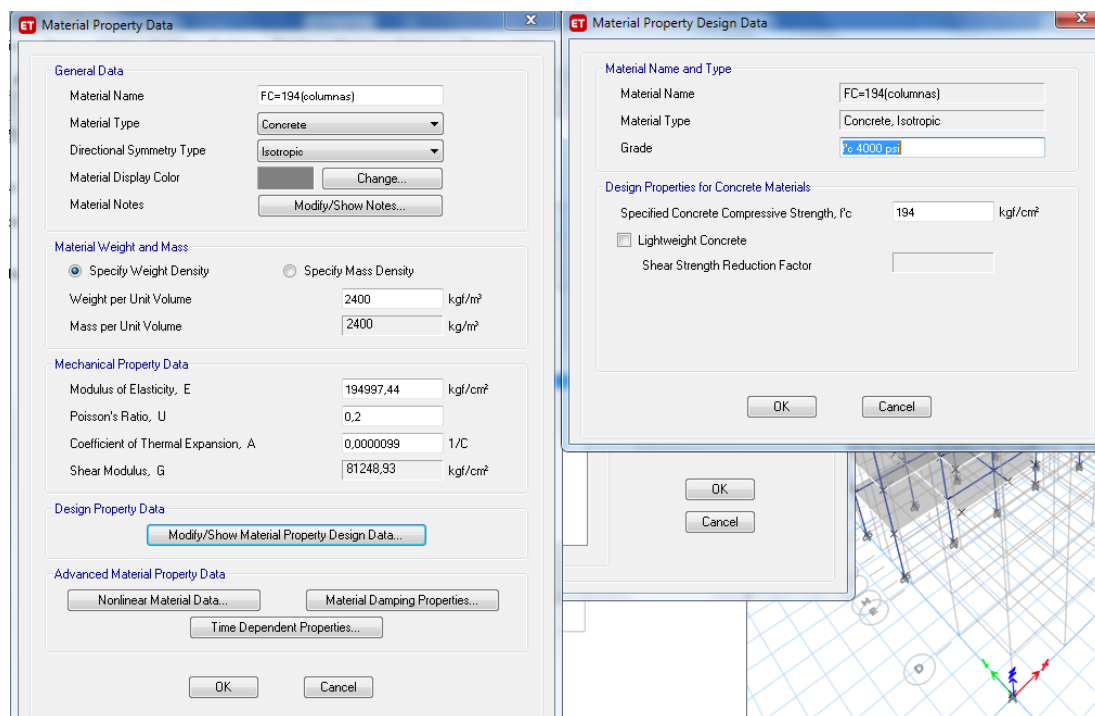 ET Material Property Data X
General Data
Material Name FC=194(columnas)
Material Type Concrete
Directional Symmetry Type Isotropic
Material Display Color Change...
Material Notes Modify/Show Notes...
Material Weight and Mass
Specify Weight Density Specify Mass Density
Weight per Unit Volume 2400 kgf/m³
Mass per Unit Volume 2400 kg/m³
Mechanical Property Data
Modulus of Elasticity, E 194997,44 kgf/cm²
Poisson's Ratio, U 0,2
Coefficient of Thermal Expansion, A 0,0000099 1/C
Shear Modulus, G 81248,93 kgf/cm²
Design Property Data
Modify/Show Material Property Design Data...
Advanced Material Property Data
Nonlinear Material Data... Material Damping Properties...
Time Dependent Properties...
OK Cancel
ET Material Property Design Data X
Material Name and Type
Material Name FC=194(columnas)
Material Type Concrete, Isotropic
Grade f'c 4000 psi
Design Properties for Concrete Materials
Specified Concrete Compressive Strength, f'c 194 kgf/cm²
Lightweight Concrete
Shear Strength Reduction Factor
OK Cancel
OK
Cancel
D